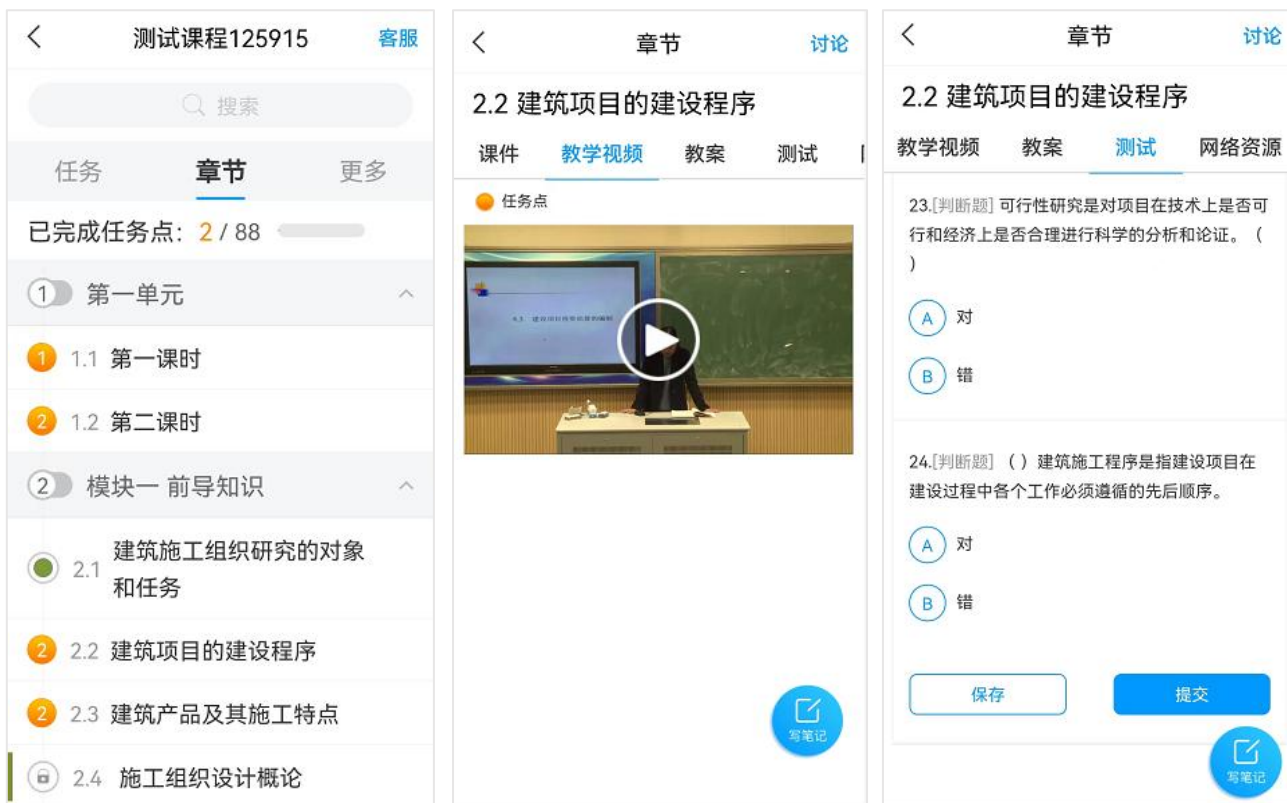 测试课程125915
客服
搜索
任务
章节
更多
已完成任务点: 2 / 88
1 第一单元
1 1.1 第一课时
2 1.2 第二课时
2 模块一 前导知识
2.1 建筑施工组织研究的对象
和任务
2 2.2 建筑项目的建设程序
2 2.3 建筑产品及其施工特点
2.4 施工组织设计概论
章节
讨论
2.2 建筑项目的建设程序
课件
教学视频
教案
测试
任务点
写笔记
章节
讨论
2.2 建筑项目的建设程序
教学视频
教案
测试
网络资源
23.[判断题] 可行性研究是对项目在技术上是否可
行和经济上是否合理进行科学的分析和论证。（
）
A 对
B 错
24.[判断题] （ ）建筑施工程序是指建设项目在
建设过程中各个工作必须遵循的先后顺序。
A 对
B 错
保存
提交
写笔记